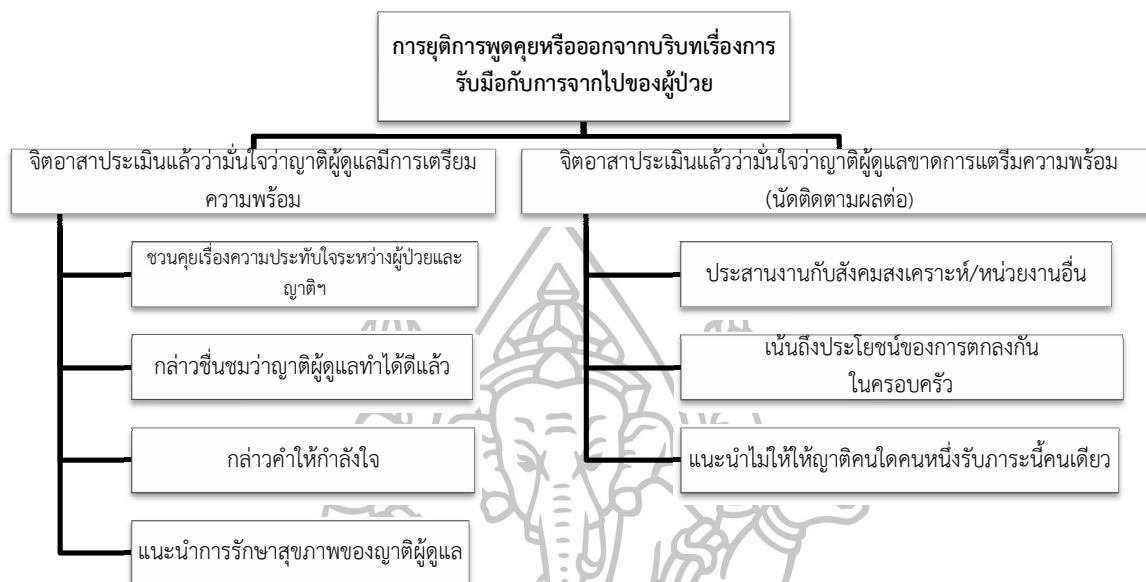 การยุติการพูดคุยหรือออกจากบริบทเรื่องการ
รับมือกับการจากไปของผู้ป่วย
จิตอาสาประเมินแล้วว่ามั่นใจว่าญาติผู้ดูแลมีการเตรียม
ความพร้อม
ชวนคุยเรื่องความประทับใจระหว่างผู้ป่วยและ
ญาติฯ
กล่าวชื่นชมว่าญาติผู้ดูแลทำได้ดีแล้ว
กล่าวคำให้กำลังใจ
แนะนำการรักษาสุขภาพของญาติผู้ดูแล
จิตอาสาประเมินแล้วว่ามั่นใจว่าญาติผู้ดูแลขาดการแตรีมความพร้อม
(นัดติดตามผลต่อ)
ประสานงานกับสังคมสงเคราะห์/หน่วยงานอื่น
เน้นถึงประโยชน์ของการตกลงกัน
ในครอบครัว
แนะนำไม่ให้ให้ญาติคนใดคนหนึ่งรับภาระนี้คนเดียว